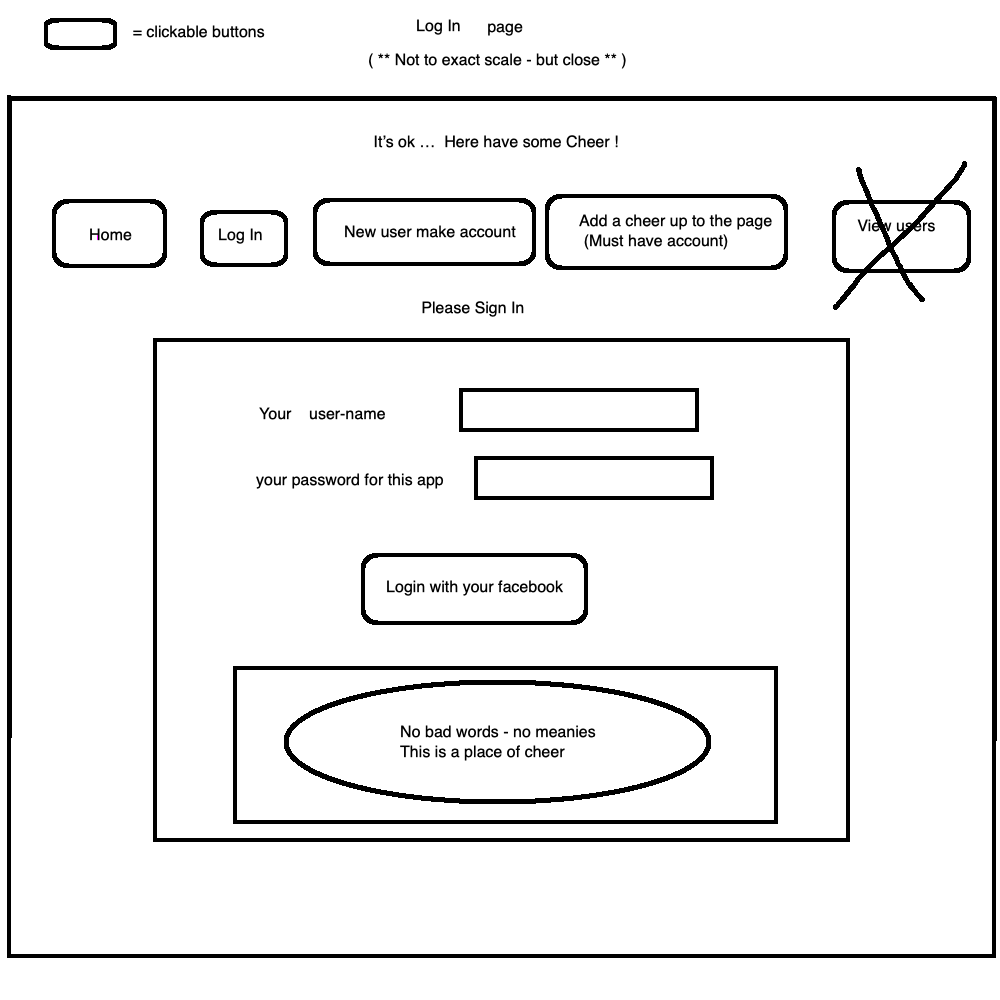 = clickable buttons
Log In page
( ** Not to exact scale - but close ** )
It's ok … Here have some Cheer !
Home
Log In
New user make account
Add a cheer up to the page
(Must have account)
View users
Please Sign In
Your user-name
your password for this app
Login with your facebook
No bad words - no meanies
This is a place of cheer